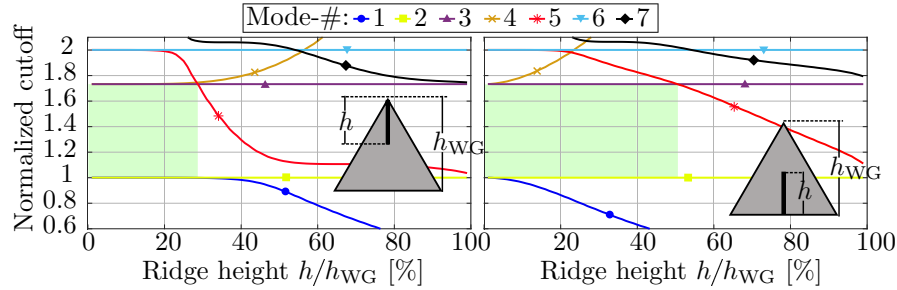 Mode-#: 1 2 3 4 5 6 7
Normalized cutoff
2
1.8
1.6
1.4
1.2
1
0.8
0.6
h
hWG
0 20 40 60 80 100
Ridge height h/hWG [%]
h
hWG
0 20 40 60 80 100
Ridge height h/hWG [%]